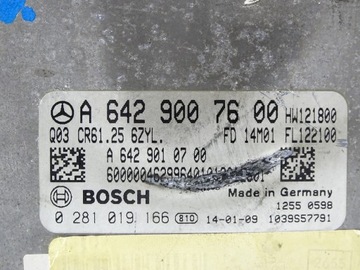 A 642 900 76 00 HW121800
Q03 CR61.25 6ZYL. FD 14M01 FL122100
A 642 901 07 00
Made in Germany
BOSCH 1255 0598
0 281 019 166 810 14-01-09 1039S57791